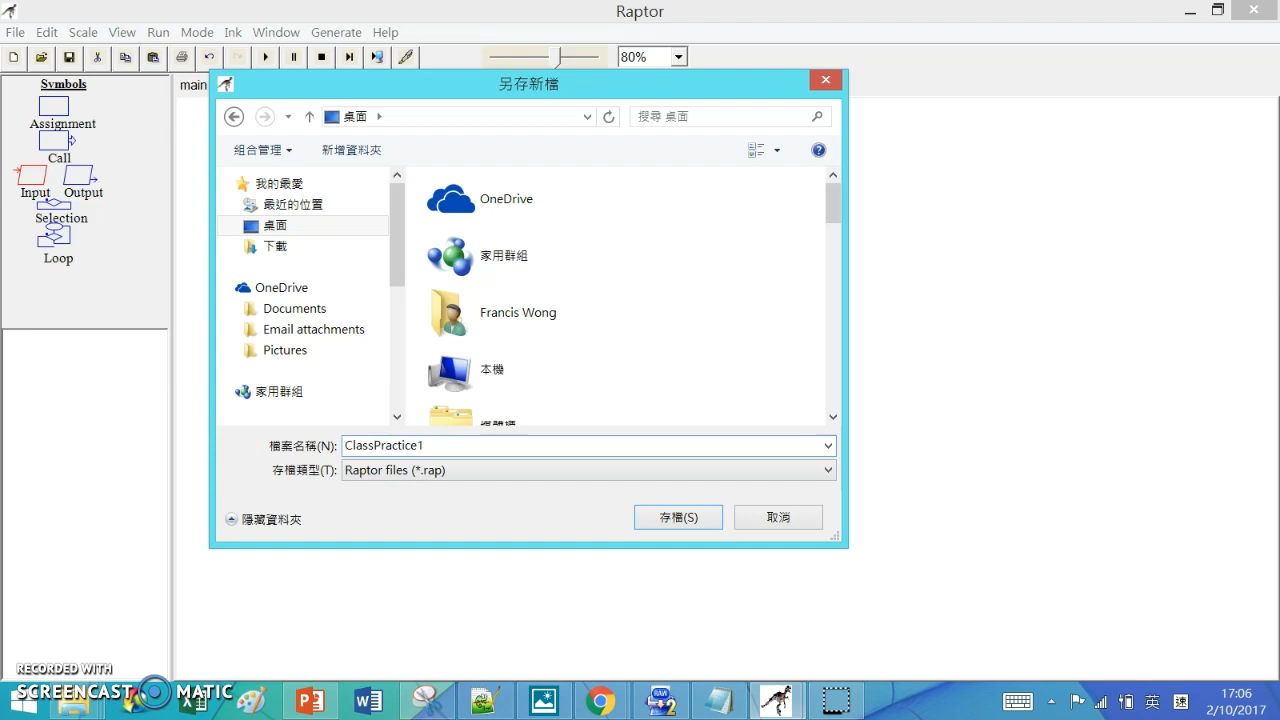 Raptor
File Edit Scale View Run Mode Ink Window Generate Help
80%
Symbols
Assignment
Call
Input Output
Selection
Loop
main
另存新檔
桌面
搜尋 桌面
組合管理 新增資料夾
我的最愛
最近的位置
桌面
下載
OneDrive
Documents
Email attachments
Pictures
家用群組
OneDrive
家用群組
Francis Wong
本機
媒體櫃
檔案名稱(N): ClassPractice1
存檔類型(T): Raptor files (*.rap)
隱藏資料夾
存檔(S) 取消
RECORDED WITH
SCREENCAST MATIC
英 速
17:06
2/10/2017